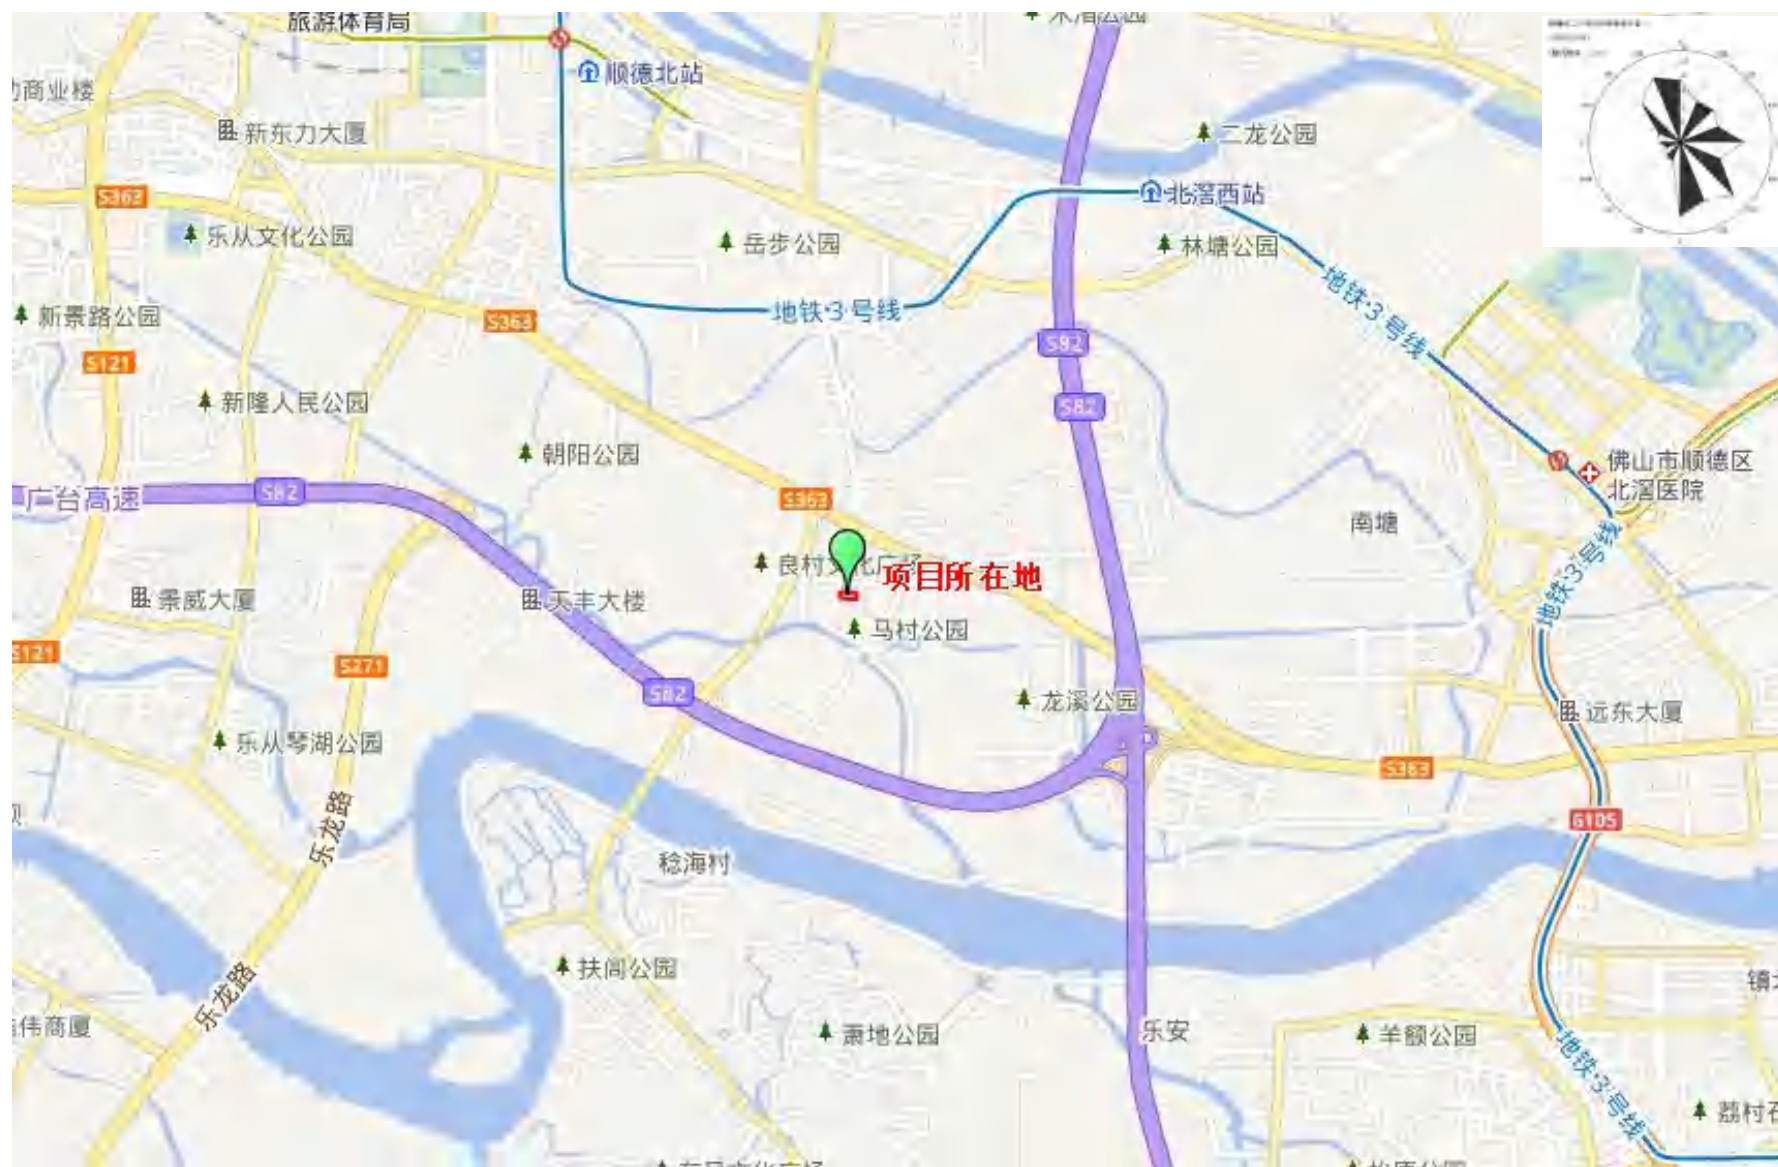 旅游体育局
顺德北站
商业楼
新东力大厦
二龙公园
S363
北滘西站
乐从文化公园
岳步公园
林塘公园
地铁·3号线
地铁·3号线
新景路公园
S363
S92
S121
新隆人民公园
S82
朝阳公园
佛山市顺德区
北滘医院
广台高速
S82
S363
南塘
良村文化广场
项目所在地
景威大厦
天丰大楼
地铁·3号线
马村公园
S121
S271
S82
龙溪公园
远东大厦
乐从琴湖公园
S363
乐龙路
G105
稔海村
扶闾公园
乐龙路
伟商厦
萧地公园
乐安
羊额公园
地铁·3号线
荔村